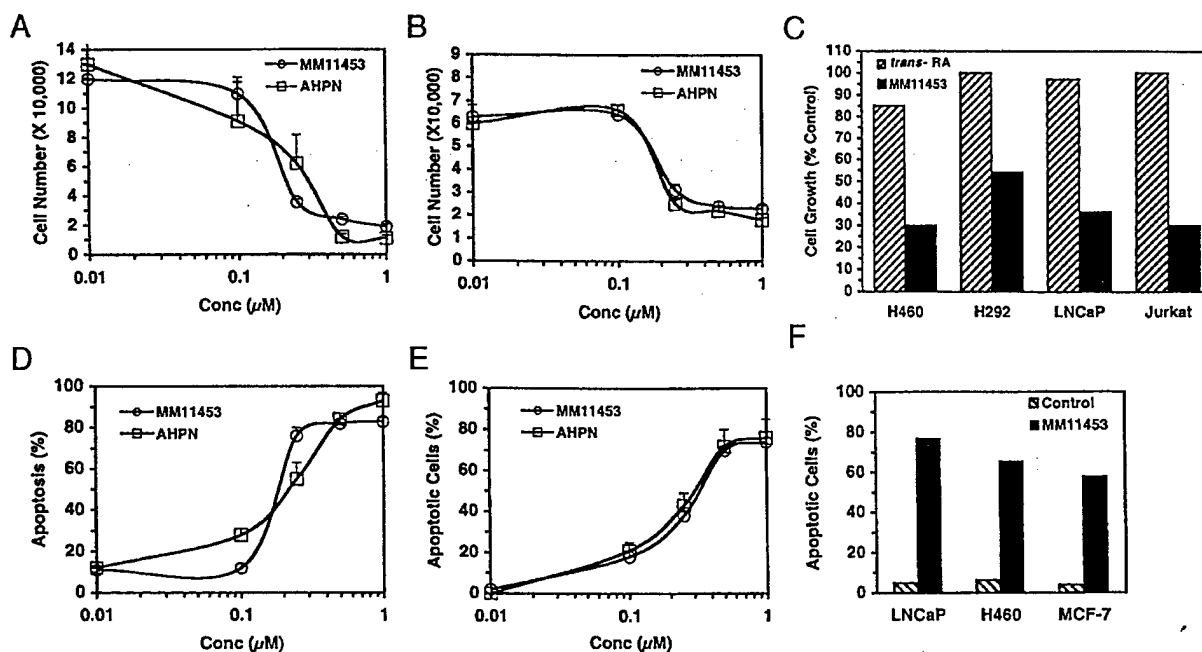 A
14
12
10
8
6
4
2
0
Cell Number (X 10,000)
MM11453
AHPN
0.01 0.1 1
Conc (µM)
B
9
8
7
6
5
4
3
2
1
0
Cell Number (X10,000)
MM11453
AHPN
0.01 0.1 1
Conc (µM)
C
110
100
90
80
70
60
50
40
30
20
10
0
Cell Growth (% Control)
trans- RA
MM11453
H460 H292 LNCaP Jurkat
D
100
80
60
40
20
0
Apoptosis (%)
MM11453
AHPN
0.01 0.1 1
Conc (µM)
E
100
80
60
40
20
0
Apoptotic Cells (%)
MM11453
AHPN
0.01 0.1 1
Conc (µM)
F
100
80
60
40
20
0
Apoptotic Cells (%)
Control
MM11453
LNCaP H460 MCF-7